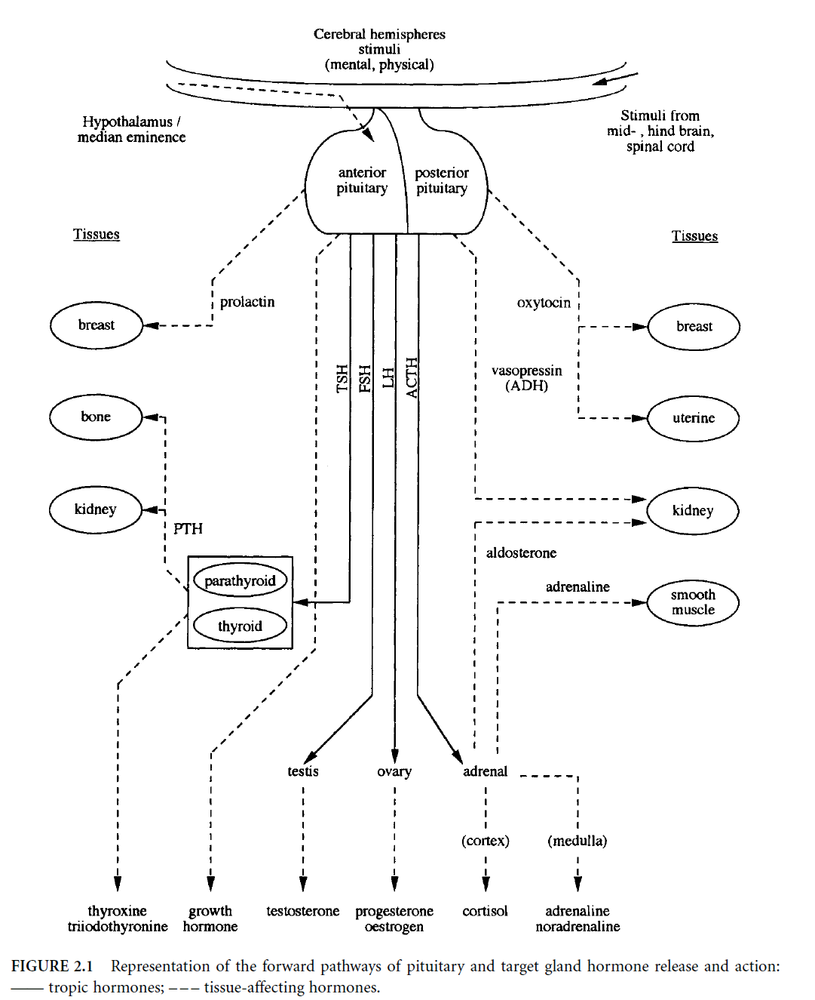 Cerebral hemispheres
stimuli
(mental, physical)
Hypothalamus /
median eminence
Stimuli from
mid- , hind brain,
spinal cord
anterior
pituitary
posterior
pituitary
Tissues
Tissues
prolactin
oxytocin
breast
breast
TSH
FSH
LH
ACTH
vasopressin
(ADH)
bone
uterine
kidney
kidney
PTH
aldosterone
parathyroid
adrenaline
smooth
muscle
thyroid
testis
ovary
adrenal
(cortex)
(medulla)
thyroxine
triiodothyronine
growth
hormone
testosterone
progesterone
oestrogen
cortisol
adrenaline
noradrenaline
FIGURE 2.1 Representation of the forward pathways of pituitary and target gland hormone release and action:
—— tropic hormones; – – – tissue-affecting hormones.